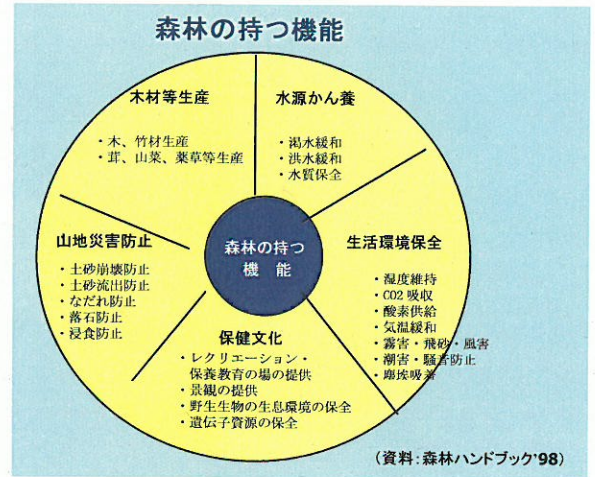 森林の持つ機能
木材等生産
・木、竹材生産
・茸、山菜、薬草等生産
水源かん養
・渇水緩和
・洪水緩和
・水質保全
山地災害防止
・土砂崩壊防止
・土砂流出防止
・なだれ防止
・落石防止
・浸食防止
森林の持つ
機 能
生活環境保全
・湿度維持
・CO2 吸収
・酸素供給
・気温緩和
・霧害・飛砂・風害
・潮害・騒音防止
・塵埃吸着
保健文化
・レクリエーション・
保養教育の場の提供
・景観の提供
・野生生物の生息環境の保全
・遺伝子資源の保全
(資料:森林ハンドブック'98)